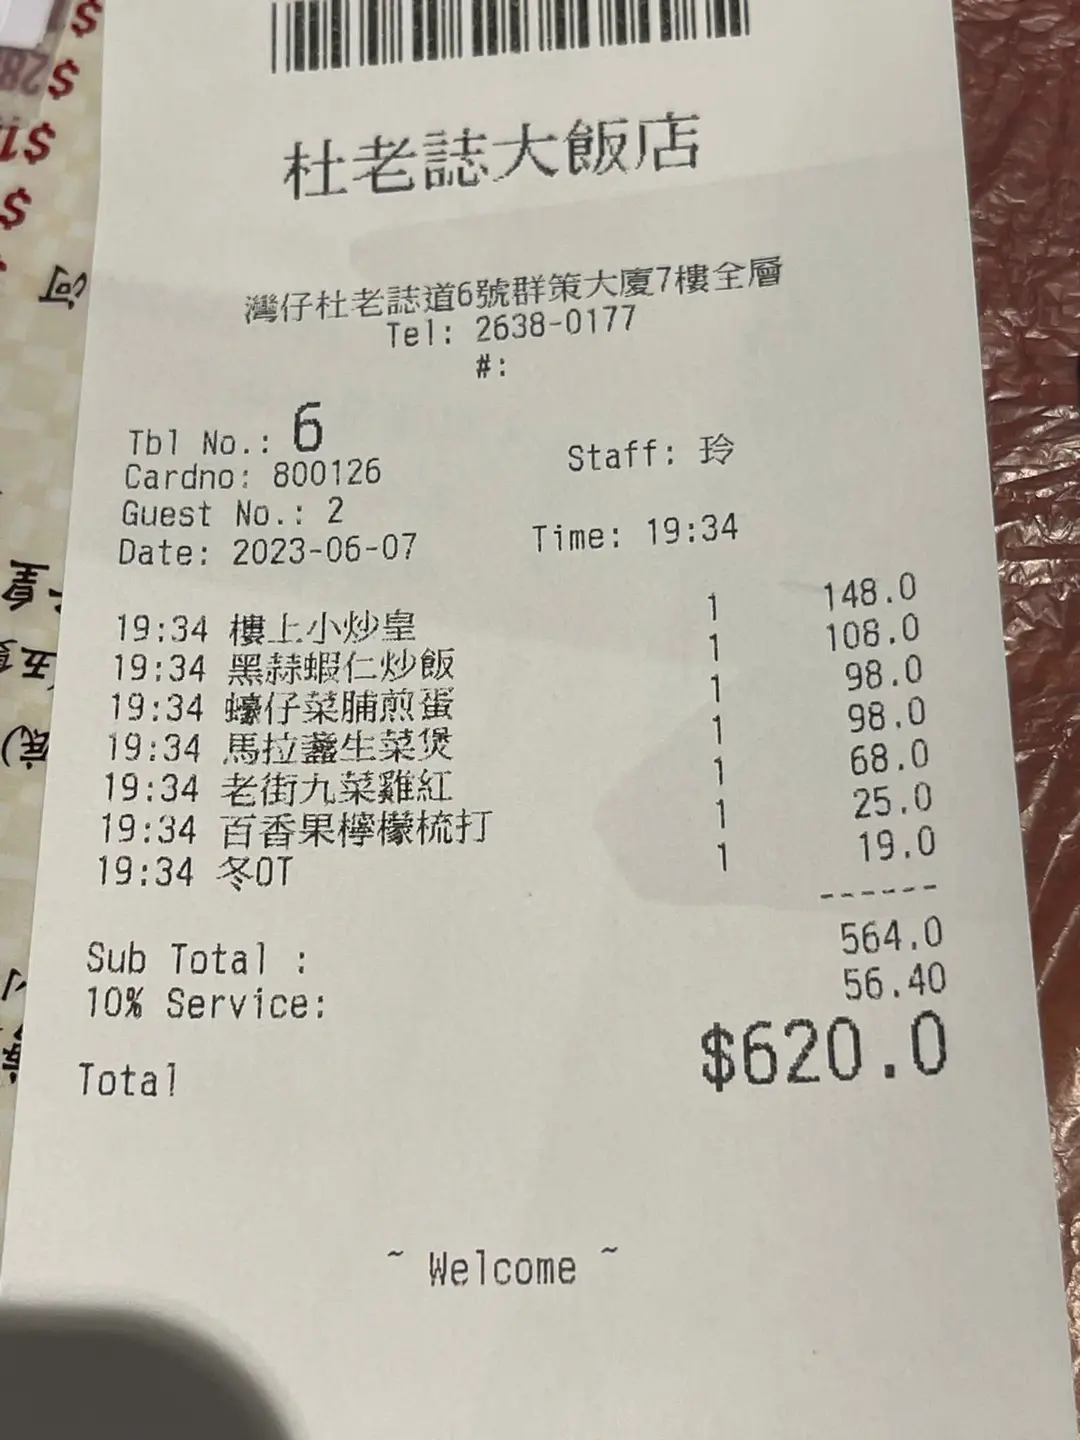 杜老誌大飯店
灣仔杜老誌道6號群策大廈7樓全層
Tel: 2638-0177
#:
Tbl No.: 6
Cardno: 800126 Staff: 玲
Guest No.: 2
Date: 2023-06-07 Time: 19:34
19:34 樓上小炒皇 1 148.0
19:34 黑蒜蝦仁炒飯 1 108.0
19:34 蠔仔菜脯煎蛋 1 98.0
19:34 馬拉盞生菜煲 1 98.0
19:34 老街九菜雞紅 1 68.0
19:34 百香果檸檬梳打 1 25.0
19:34 冬OT 1 19.0
------
Sub Total : 564.0
10% Service: 56.40
Total $620.0
~ Welcome ~